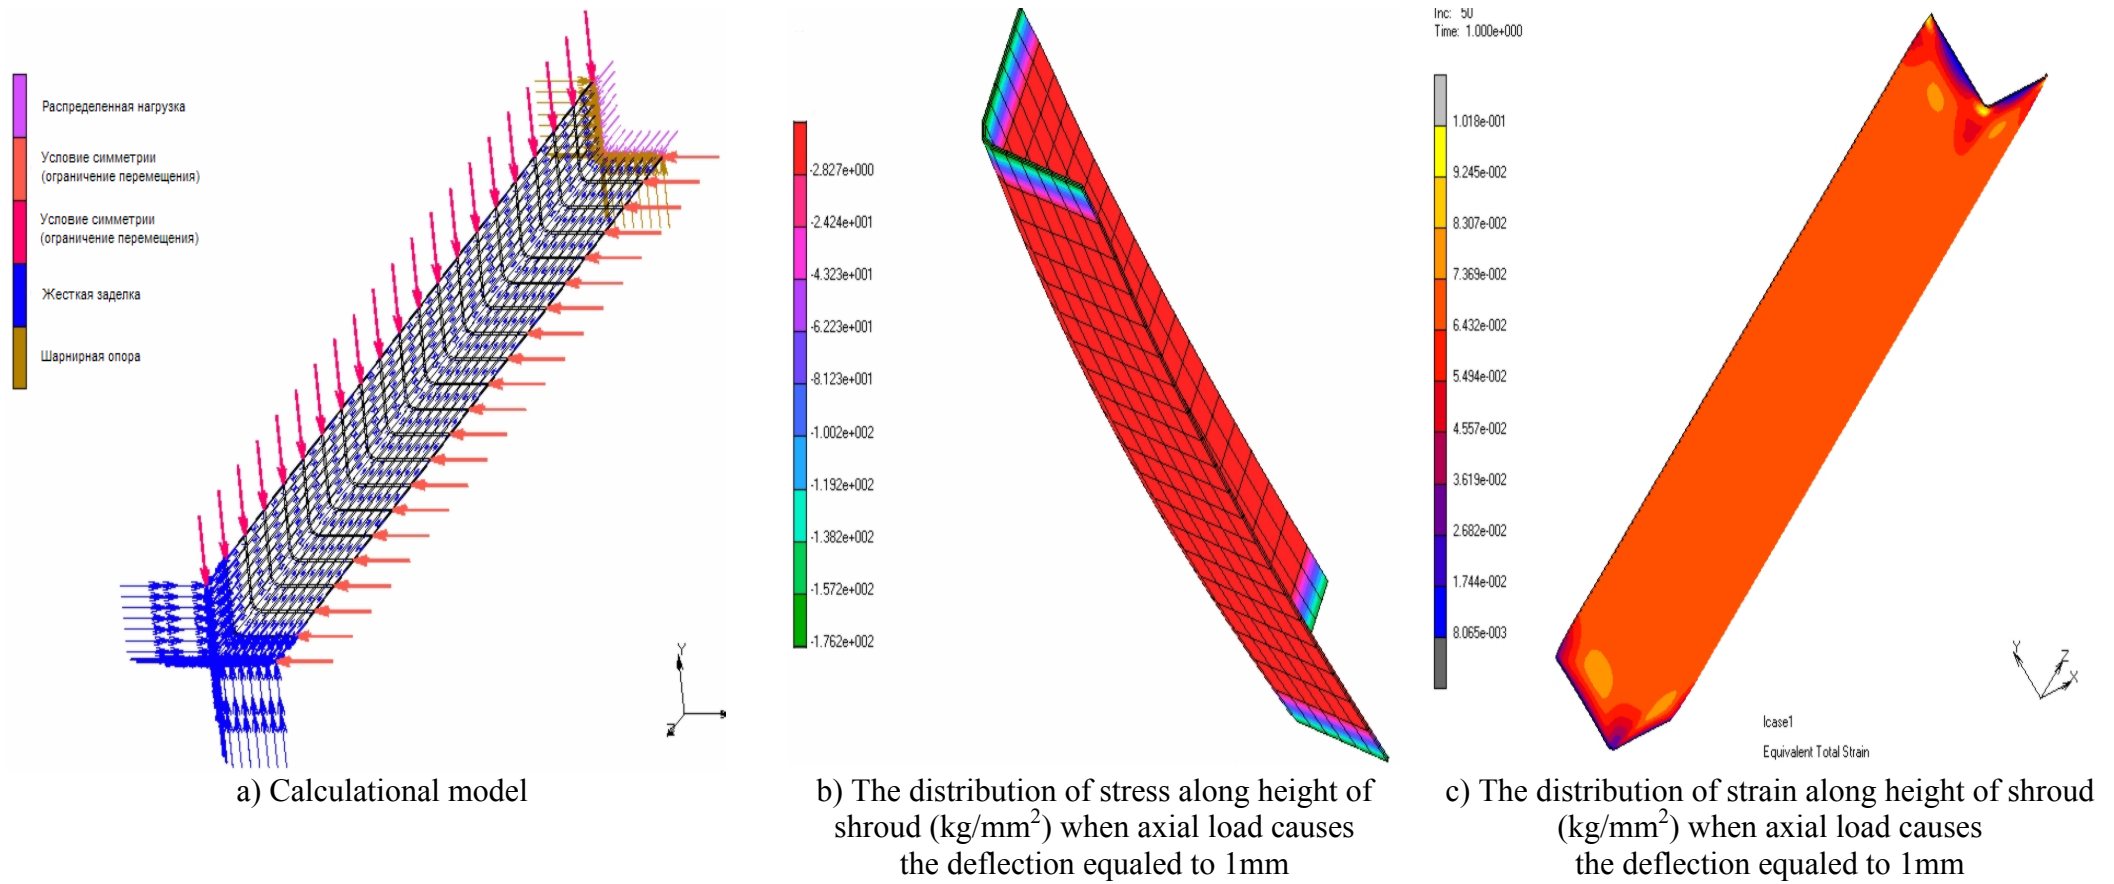 Распределенная нагрузка
Условие симметрии
(ограничение перемещения)
Условие симметрии
(ограничение перемещения)
Жесткая заделка
Шарнирная опора
Y
Z
a) Calculational model
-2.827e+000
-2.424e+001
-4.323e+001
-6.223e+001
-8.123e+001
-1.002e+002
-1.192e+002
-1.382e+002
-1.572e+002
-1.762e+002
b) The distribution of stress along height of
shroud (kg/mm²) when axial load causes
the deflection equaled to 1mm
Inc: 50
Time: 1.000e+000
1.018e-001
9.245e-002
8.307e-002
7.369e-002
6.432e-002
5.494e-002
4.557e-002
3.619e-002
2.682e-002
1.744e-002
8.065e-003
Y
Z
X
lcase1
Equivalent Total Strain
c) The distribution of strain along height of shroud
(kg/mm²) when axial load causes
the deflection equaled to 1mm